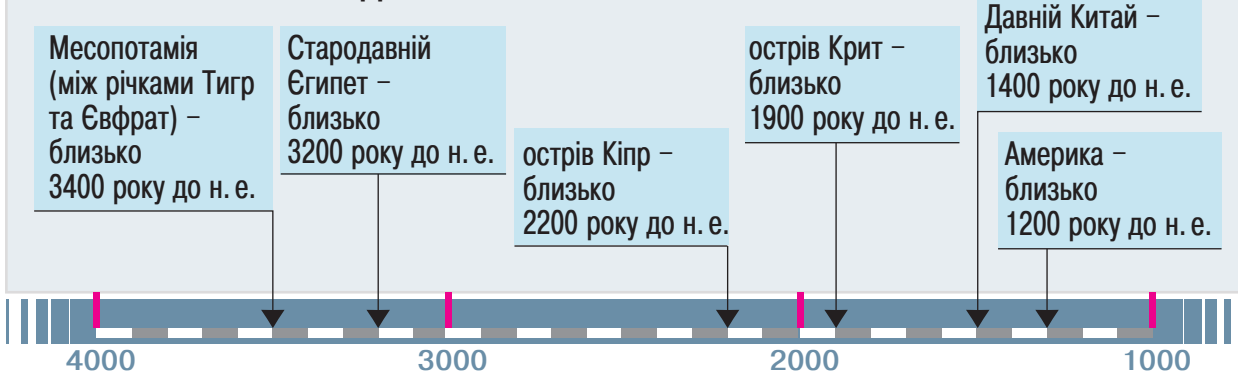 Месопотамія
(між річками Тигр
та Євфрат) –
близько
3400 року до н. е.
Стародавній
Єгипет –
близько
3200 року до н. е.
острів Кіпр –
близько
2200 року до н. е.
острів Крит –
близько
1900 року до н. е.
Давній Китай –
близько
1400 року до н. е.
Америка –
близько
1200 року до н. е.
4000
3000
2000
1000